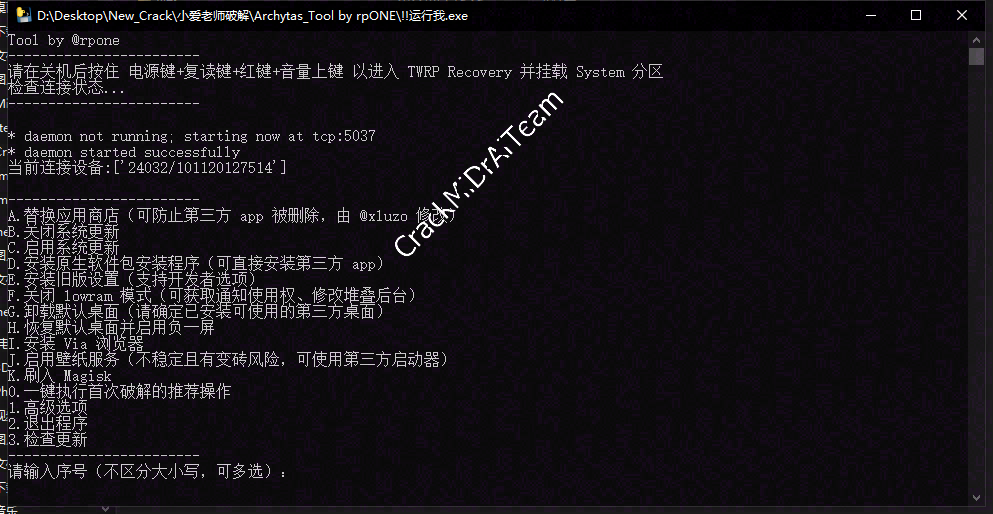 D:\Desktop\New_Crack\小爱老师破解\Archytas_Tool by rpONE\!!运行我.exe
Tool by @rpone
------------------------
请在关机后按住 电源键+复读键+红键+音量上键 以进入 TWRP Recovery 并挂载 System 分区
检查连接状态...
------------------------
* daemon not running; starting now at tcp:5037
* daemon started successfully
当前连接设备:['24032/101120127514']
------------------------
A.替换应用商店（可防止第三方 app 被删除，由 @xluzo 修改）
B.关闭系统更新
C.启用系统更新
D.安装原生软件包安装程序（可直接安装第三方 app）
E.安装旧版设置（支持开发者选项）
F.关闭 lowram 模式（可获取通知使用权、修改堆叠后台）
G.卸载默认桌面（请确定已安装可使用的第三方桌面）
H.恢复默认桌面并启用负一屏
I.安装 Via 浏览器
J.启用壁纸服务（不稳定且有变砖风险，可使用第三方启动器）
K.刷入 Magisk
0.一键执行首次破解的推荐操作
1.高级选项
2.退出程序
3.检查更新
------------------------
请输入序号（不区分大小写，可多选）：
CrackMiDrAiTeam
音乐